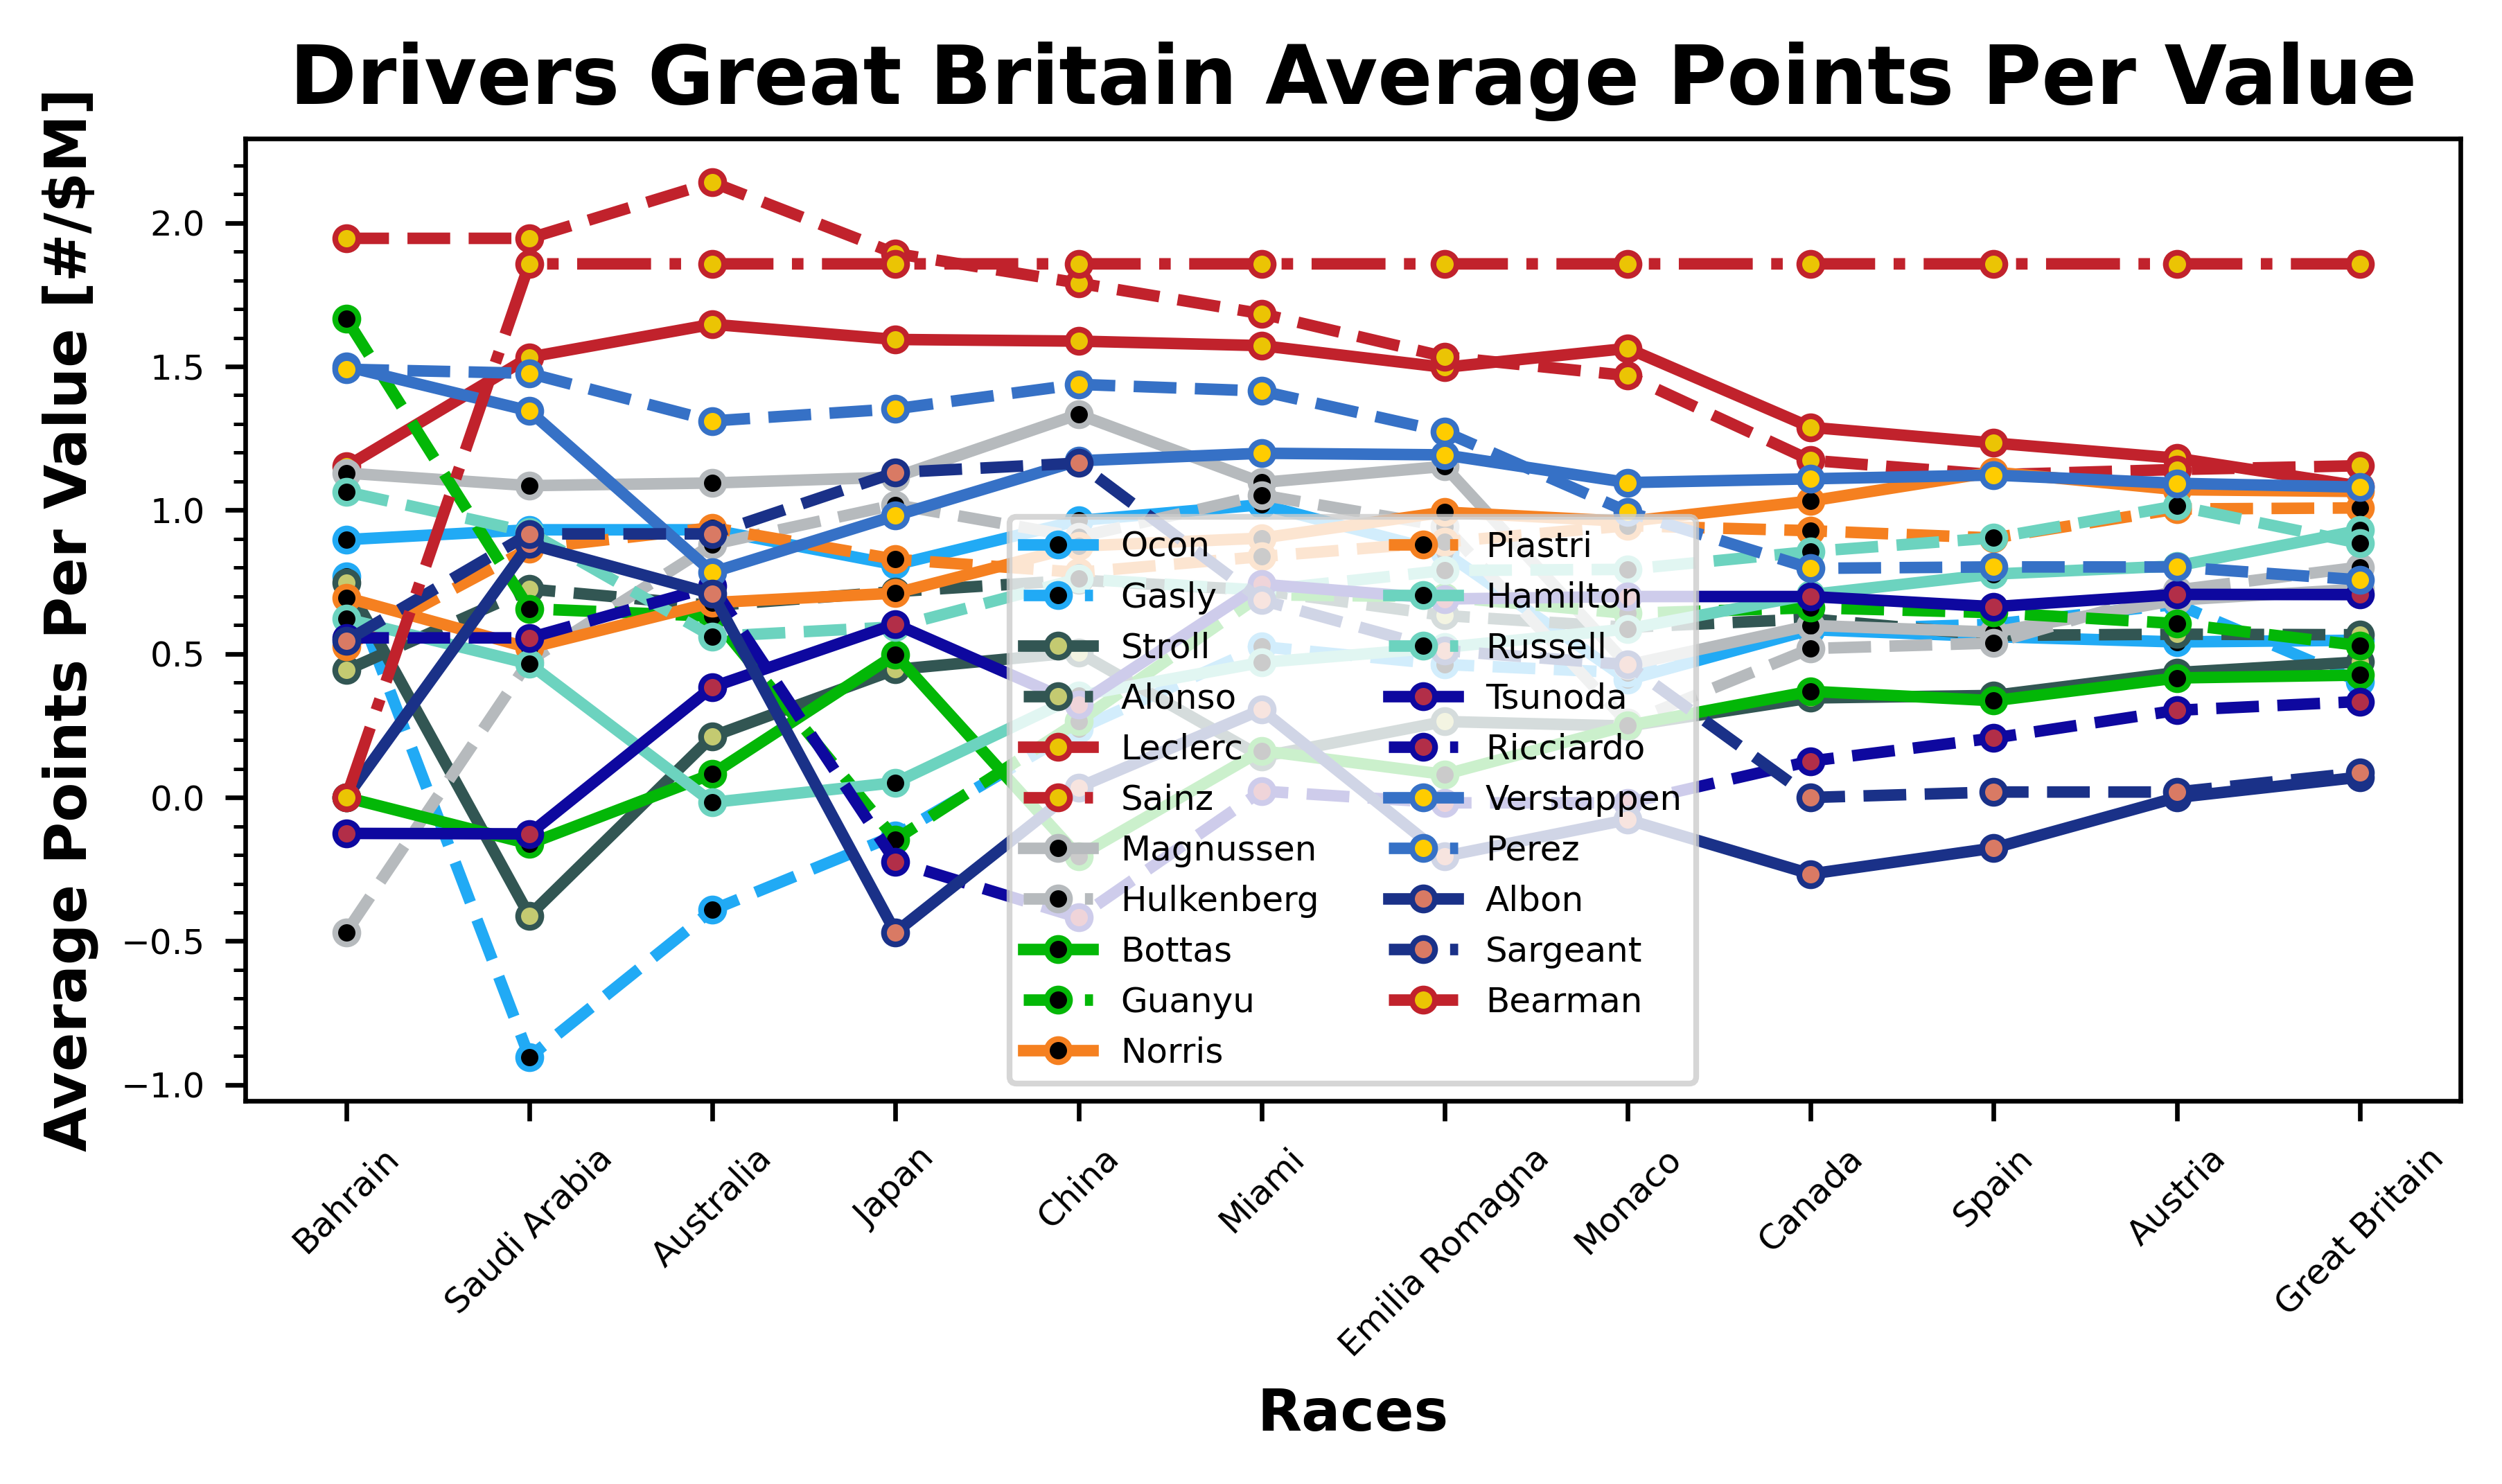 Drivers Great Britain Average Points Per Value
Average Points Per Value [#/$M]
2.0
1.5
1.0
0.5
0.0
−0.5
−1.0
Ocon
Gasly
Stroll
Alonso
Leclerc
Sainz
Magnussen
Hulkenberg
Bottas
Guanyu
Norris
Piastri
Hamilton
Russell
Tsunoda
Ricciardo
Verstappen
Perez
Albon
Sargeant
Bearman
Bahrain
Saudi Arabia
Australia
Japan
China
Miami
Emilia Romagna
Monaco
Canada
Spain
Austria
Great Britain
Races